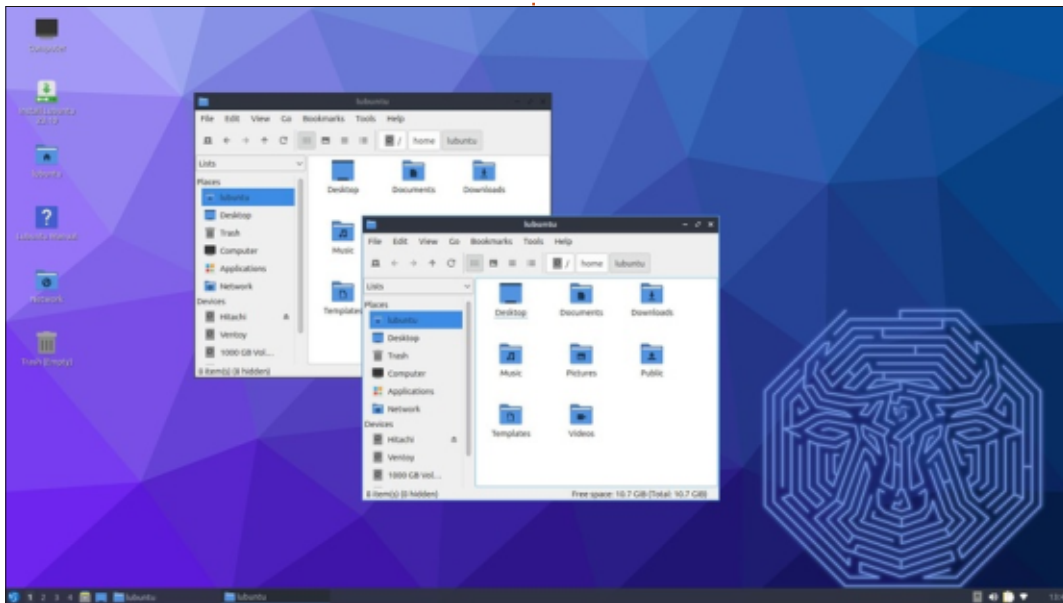 Computer
Install Lubuntu
lubuntu
Lubuntu Manual
Network
Trash (Empty)
lubuntu
File Edit View Go Bookmarks Tools Help
/ home lubuntu
Lists
Places
lubuntu
Desktop
Trash
Computer
Applications
Network
Devices
Hitachi
Ventoy
1000 GB Vol...
8 item(s) (8 hidden)
Desktop Documents Downloads
Music
Templates
lubuntu
File Edit View Go Bookmarks Tools Help
/ home lubuntu
Lists
Places
lubuntu
Desktop
Trash
Computer
Applications
Network
Devices
Hitachi
Ventoy
1000 GB Vol...
Desktop Documents Downloads
Music Pictures Public
Templates Videos
8 item(s) (8 hidden) Free space: 10.7 GiB (Total: 10.7 GiB)
1 2 3 4 lubuntu lubuntu